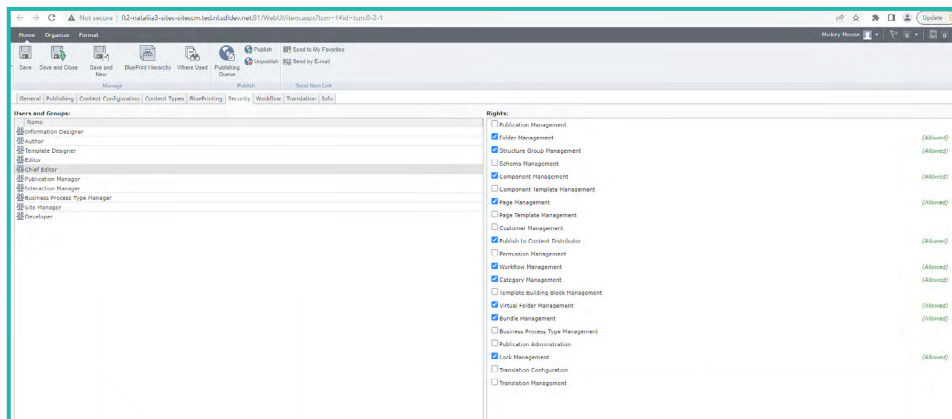 Not secure | ft2-nataliia3-sites-sitescm.ted.nl.sdldev.net:81/WebUI/item.aspx?tcm=1#id=tcm:0-2-1
Update
Home Organize Format
Mickey Mouse
0 0
Save Save and Close Save and New BluePrint Hierarchy Where Used Publishing Queue
Publish Send to My Favorites
Unpublish Send by E-mail
Manage Publish Send Item Link
General Publishing Content Configuration Content Types BluePrinting Security Workflow Translation Info
Users and Groups:
Name
Information Designer
Author
Template Designer
Editor
Chief Editor
Publication Manager
Interaction Manager
Business Process Type Manager
Site Manager
Developer
Rights:
Publication Management
Folder Management (Allowed)
Structure Group Management (Allowed)
Schema Management
Component Management (Allowed)
Component Template Management
Page Management (Allowed)
Page Template Management
Customer Management
Publish to Content Distributor (Allowed)
Permission Management
Workflow Management (Allowed)
Category Management (Allowed)
Template Building Block Management
Virtual Folder Management (Allowed)
Bundle Management (Allowed)
Business Process Type Management
Publication Administration
Lock Management (Allowed)
Translation Configuration
Translation Management